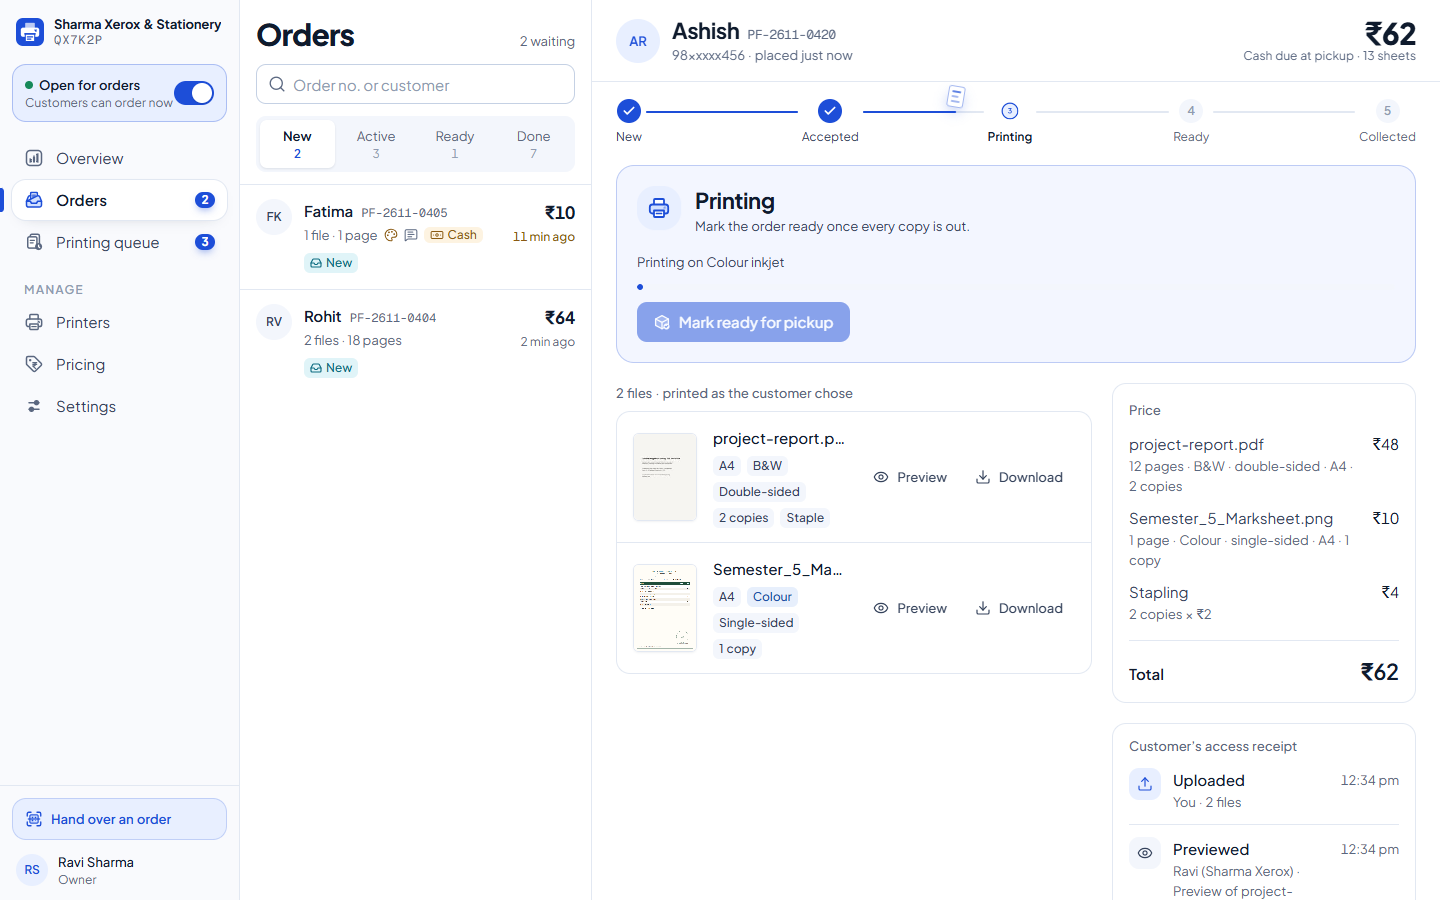 Sharma Xerox & Stationery
QX7K2P
Open for orders
Customers can order now
Overview
Orders
2
Printing queue
3
MANAGE
Printers
Pricing
Settings
Hand over an order
RS
Ravi Sharma
Owner
Orders
2 waiting
Order no. or customer
New
2
Active
3
Ready
1
Done
7
FK
Fatima PF-2611-0405
₹10
1 file · 1 page
Cash
11 min ago
New
RV
Rohit PF-2611-0404
₹64
2 files · 18 pages
2 min ago
New
AR
Ashish PF-2611-0420
98×xxxx456 · placed just now
₹62
Cash due at pickup · 13 sheets
New
Accepted
3
Printing
4
Ready
5
Collected
Printing
Mark the order ready once every copy is out.
Printing on Colour inkjet
Mark ready for pickup
2 files · printed as the customer chose
project-report.p...
A4 B&W
Double-sided
2 copies Staple
Preview
Download
Semester_5_Ma...
A4 Colour
Single-sided
1 copy
Preview
Download
Price
project-report.pdf
₹48
12 pages · B&W · double-sided · A4 ·
2 copies
Semester_5_Marksheet.png
₹10
1 page · Colour · single-sided · A4 · 1
copy
Stapling
₹4
2 copies × ₹2
Total
₹62
Customer's access receipt
Uploaded
12:34 pm
You · 2 files
Previewed
12:34 pm
Ravi (Sharma Xerox) ·
Preview of project-